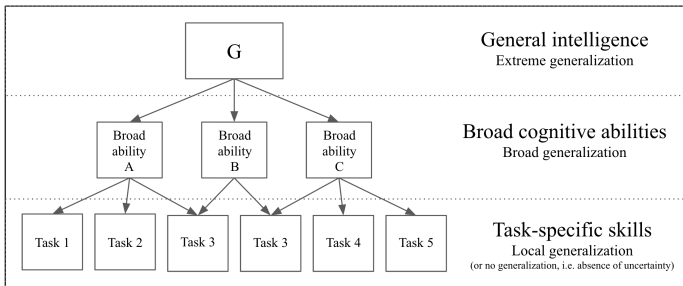 G
General intelligence
Extreme generalization
Broad
ability
A
Broad
ability
B
Broad
ability
C
Broad cognitive abilities
Broad generalization
Task 1
Task 2
Task 3
Task 3
Task 4
Task 5
Task-specific skills
Local generalization
(or no generalization, i.e. absence of uncertainty)